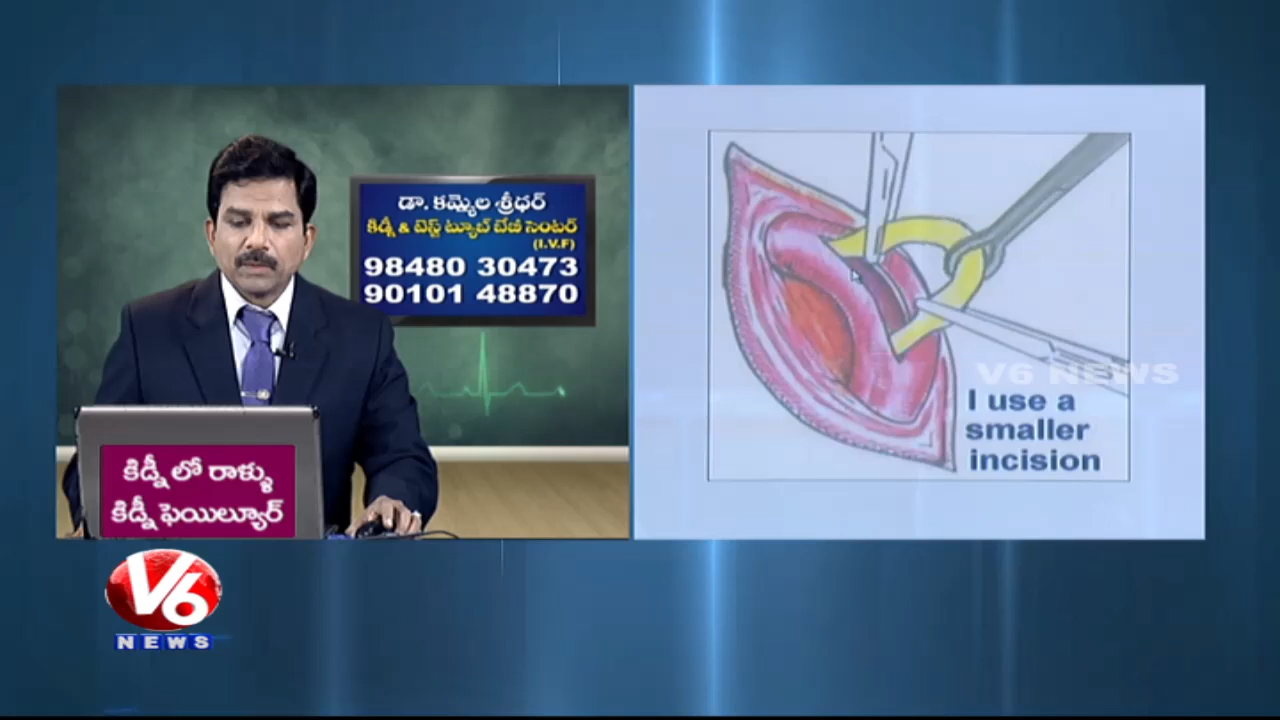 డా. కమ్మెల శ్రీధర్
కిడ్నీ & టెస్ట్ ట్యూబ్ బేబీ సెంటర్
(I.V.F)
98480 30473
90101 48870
కిడ్నీలో రాళ్ళు
కిడ్నీ ఫెయిల్యూర్
V6 NEWS
I use a
smaller
incision
V6
NEWS